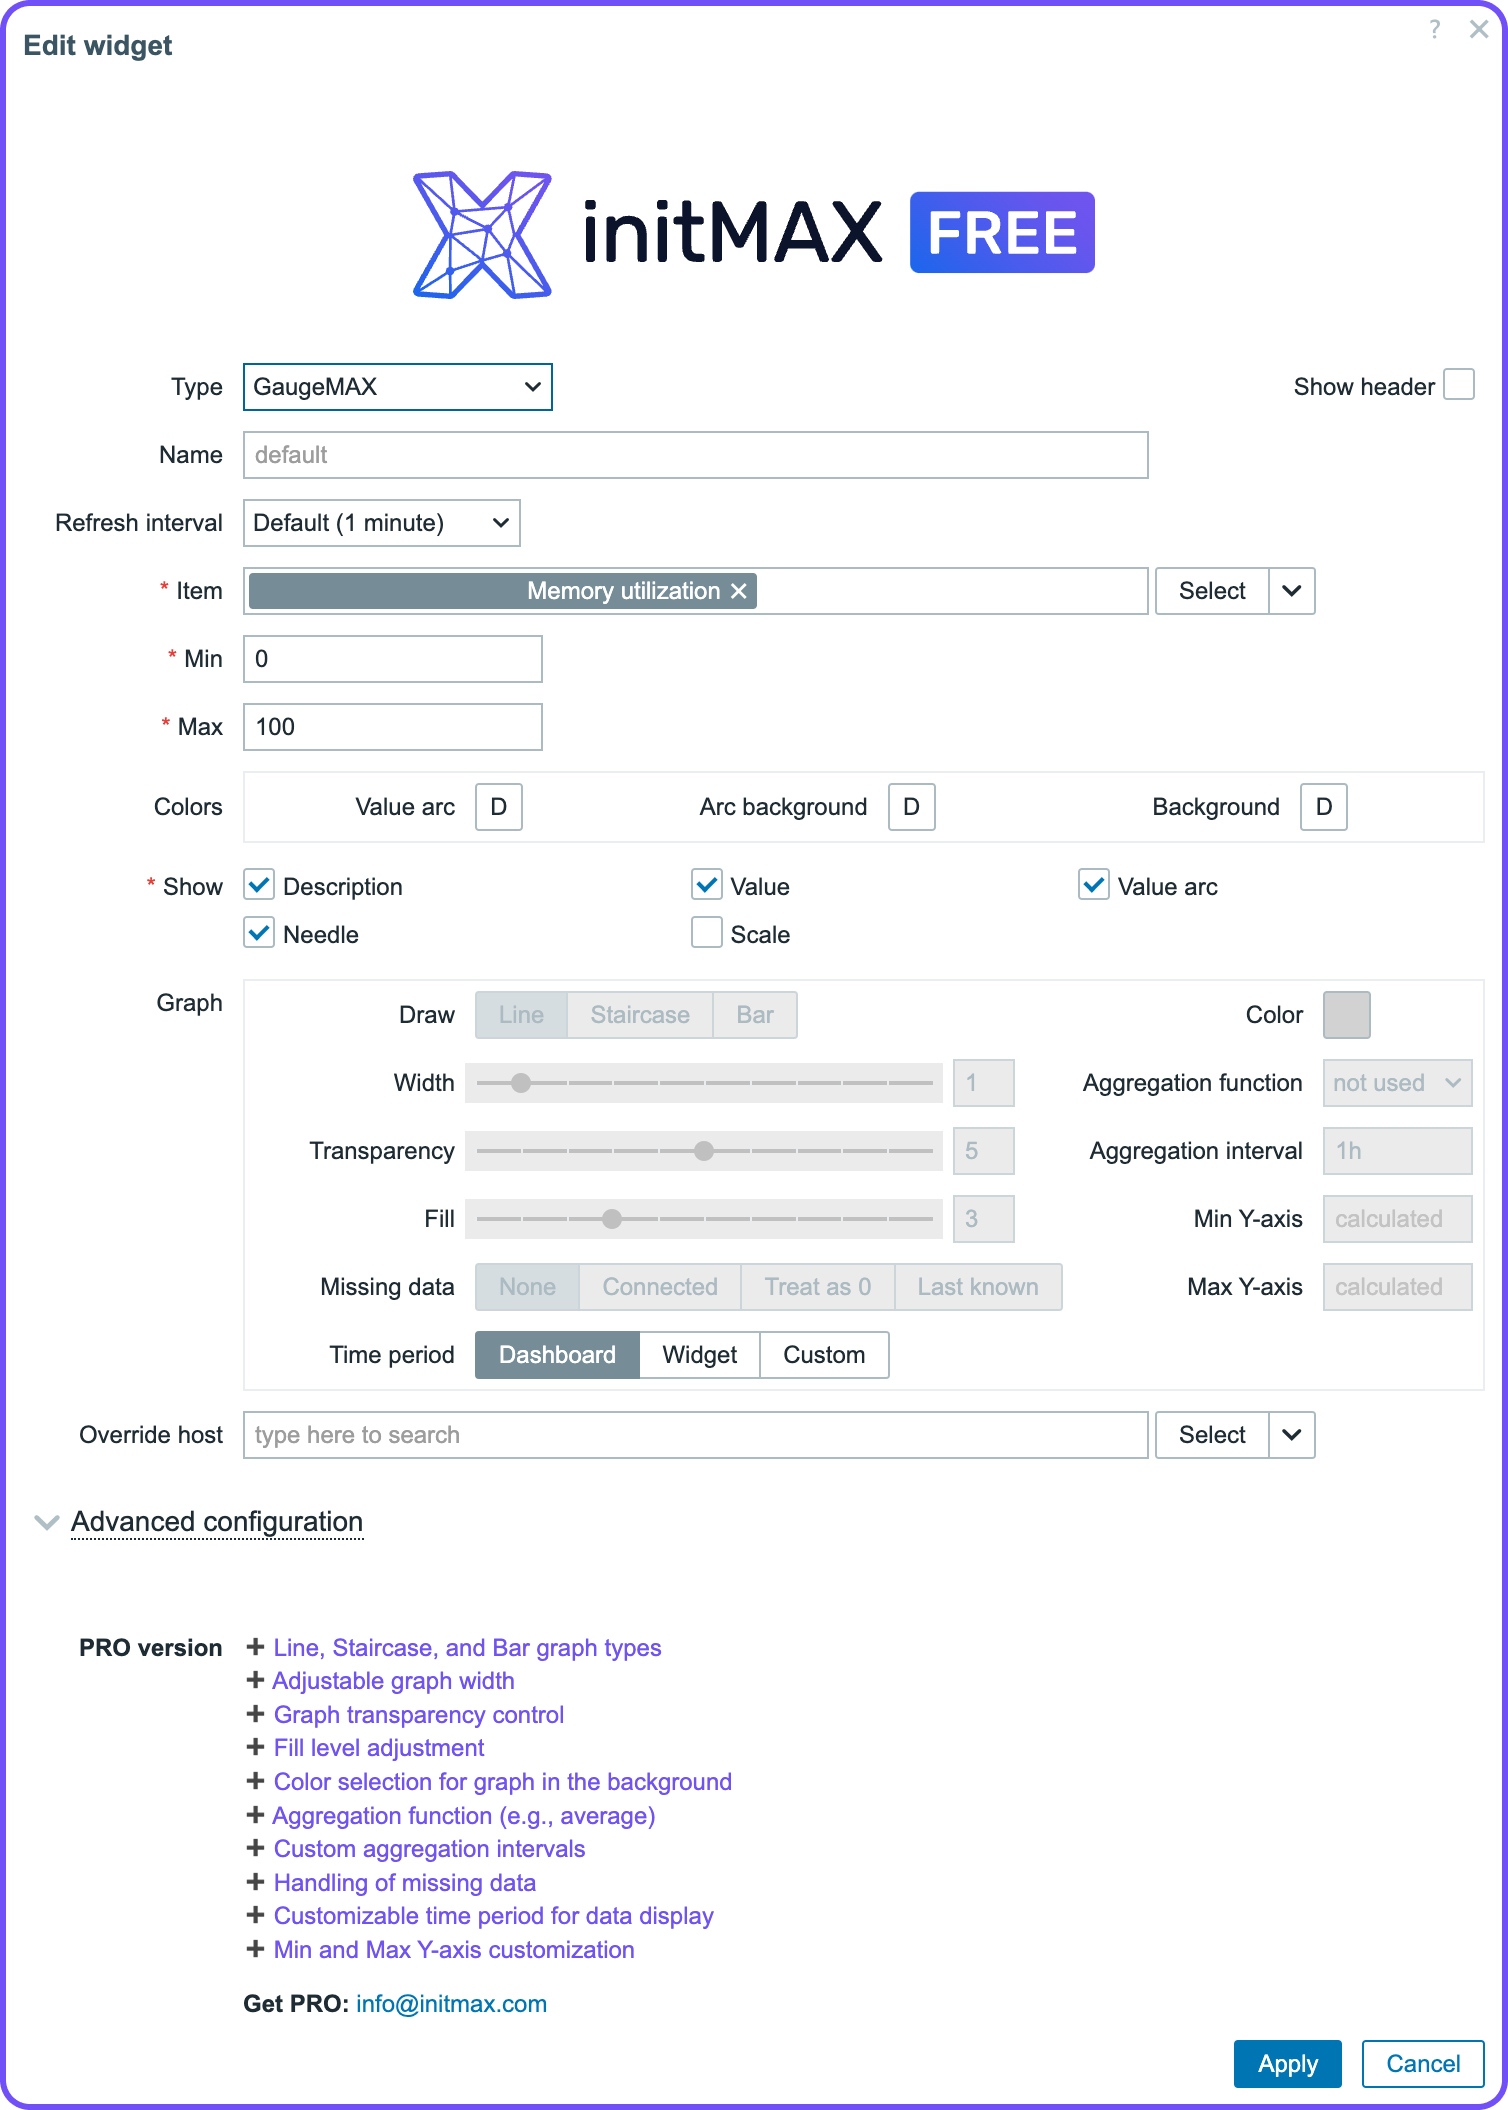 Edit widget
?
initMAX FREE
Type GaugeMAX Show header
Name default
Refresh interval Default (1 minute)
* Item Memory utilization Select
* Min 0
* Max 100
Colors Value arc D Arc background D Background D
* Show Description Value Value arc
Needle Scale
Graph Draw Line Staircase Bar Color
Width 1 Aggregation function not used
Transparency 5 Aggregation interval 1h
Fill 3 Min Y-axis calculated
Missing data None Connected Treat as 0 Last known Max Y-axis calculated
Time period Dashboard Widget Custom
Override host type here to search Select
Advanced configuration
PRO version + Line, Staircase, and Bar graph types
+ Adjustable graph width
+ Graph transparency control
+ Fill level adjustment
+ Color selection for graph in the background
+ Aggregation function (e.g., average)
+ Custom aggregation intervals
+ Handling of missing data
+ Customizable time period for data display
+ Min and Max Y-axis customization
Get PRO: info@initmax.com
Apply Cancel